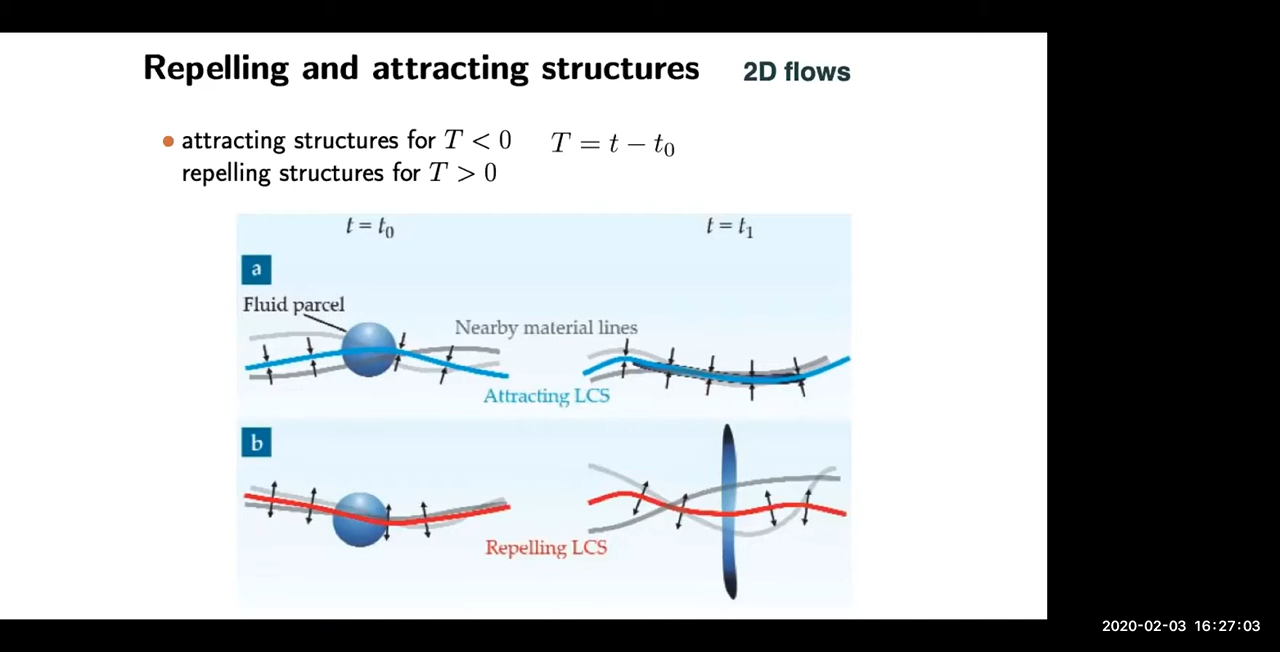 Repelling and attracting structures 2D flows
attracting structures for T < 0 T = t − t₀
repelling structures for T > 0
t = t₀ t = t₁
a
Fluid parcel
Nearby material lines
Attracting LCS
b
Repelling LCS
2020-02-03 16:27:03